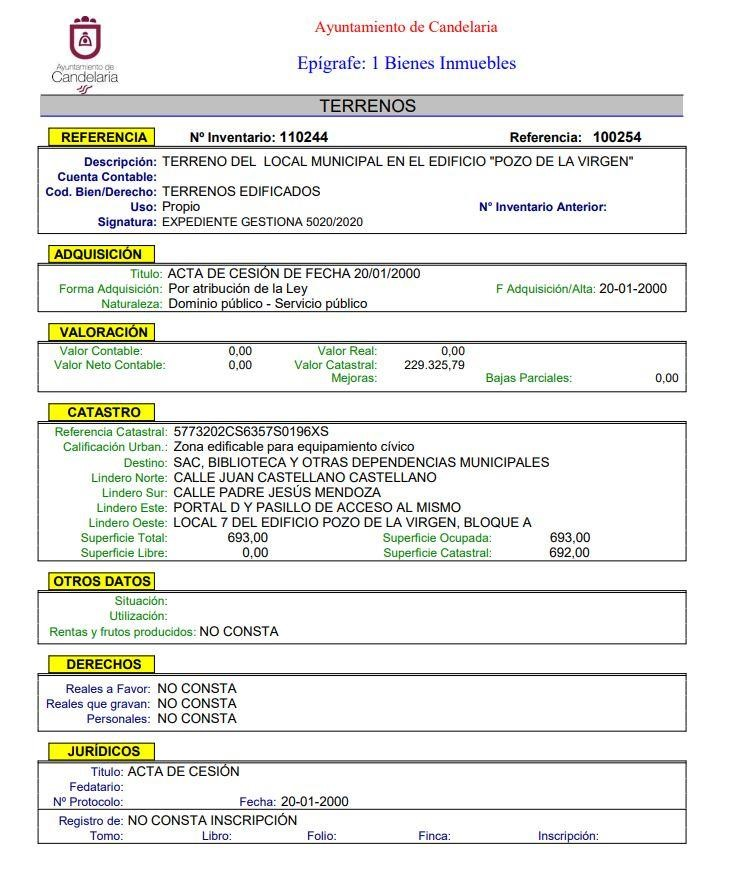 Ayuntamiento de
Candelaria
Ayuntamiento de Candelaria
Epígrafe: 1 Bienes Inmuebles
TERRENOS
REFERENCIA Nº Inventario: 110244 Referencia: 100254
Descripción: TERRENO DEL LOCAL MUNICIPAL EN EL EDIFICIO "POZO DE LA VIRGEN"
Cuenta Contable:
Cod. Bien/Derecho: TERRENOS EDIFICADOS
Uso: Propio Nº Inventario Anterior:
Signatura: EXPEDIENTE GESTIONA 5020/2020
ADQUISICIÓN
Titulo: ACTA DE CESIÓN DE FECHA 20/01/2000
Forma Adquisición: Por atribución de la Ley F Adquisición/Alta: 20-01-2000
Naturaleza: Dominio público - Servicio público
VALORACIÓN
Valor Contable: 0,00 Valor Real: 0,00
Valor Neto Contable: 0,00 Valor Catastral: 229.325,79
Mejoras: Bajas Parciales: 0,00
CATASTRO
Referencia Catastral: 5773202CS6357S0196XS
Calificación Urban.: Zona edificable para equipamiento cívico
Destino: SAC, BIBLIOTECA Y OTRAS DEPENDENCIAS MUNICIPALES
Lindero Norte: CALLE JUAN CASTELLANO CASTELLANO
Lindero Sur: CALLE PADRE JESÚS MENDOZA
Lindero Este: PORTAL D Y PASILLO DE ACCESO AL MISMO
Lindero Oeste: LOCAL 7 DEL EDIFICIO POZO DE LA VIRGEN, BLOQUE A
Superficie Total: 693,00 Superficie Ocupada: 693,00
Superficie Libre: 0,00 Superficie Catastral: 692,00
OTROS DATOS
Situación:
Utilización:
Rentas y frutos producidos: NO CONSTA
DERECHOS
Reales a Favor: NO CONSTA
Reales que gravan: NO CONSTA
Personales: NO CONSTA
JURÍDICOS
Titulo: ACTA DE CESIÓN
Fedatario:
Nº Protocolo: Fecha: 20-01-2000
Registro de: NO CONSTA INSCRIPCIÓN
Tomo: Libro: Folio: Finca: Inscripción: